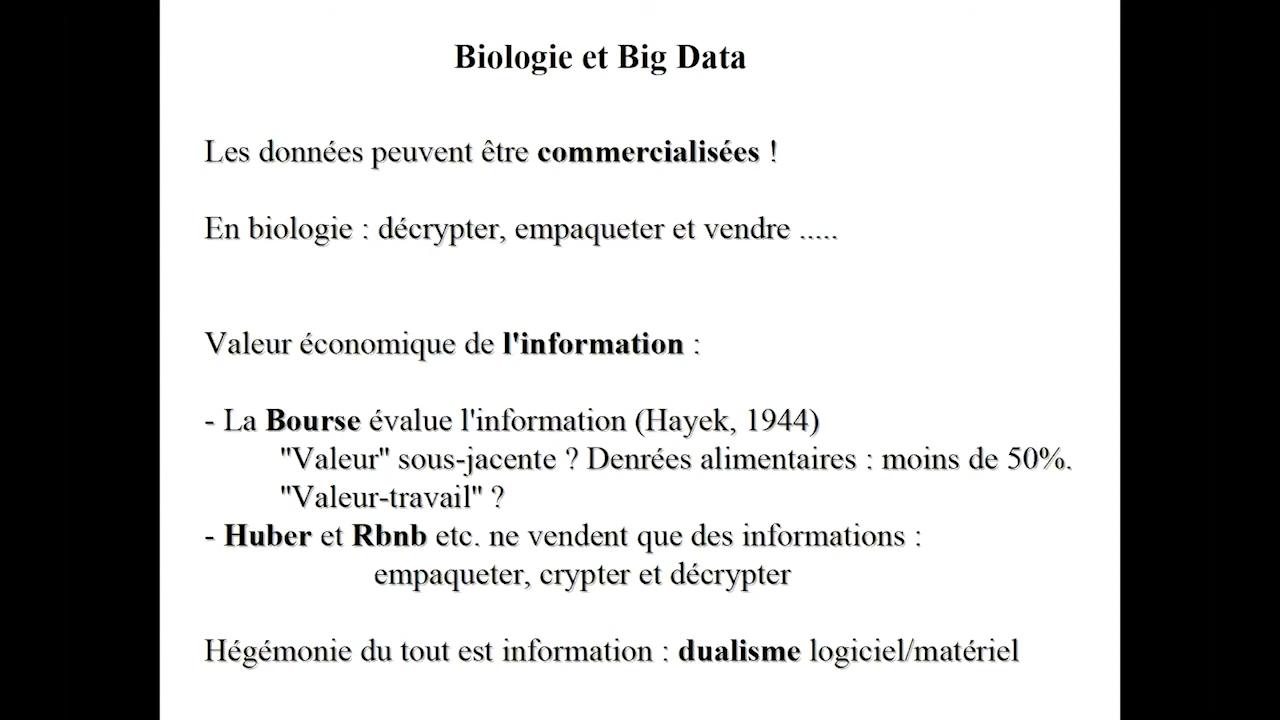 Biologie et Big Data
Les données peuvent être commercialisées !
En biologie : décrypter, empaqueter et vendre .....
Valeur économique de l'information :
- La Bourse évalue l'information (Hayek, 1944)
"Valeur" sous-jacente ? Denrées alimentaires : moins de 50%.
"Valeur-travail" ?
- Huber et Rbnb etc. ne vendent que des informations :
empaqueter, crypter et décrypter
Hégémonie du tout est information : dualisme logiciel/matériel